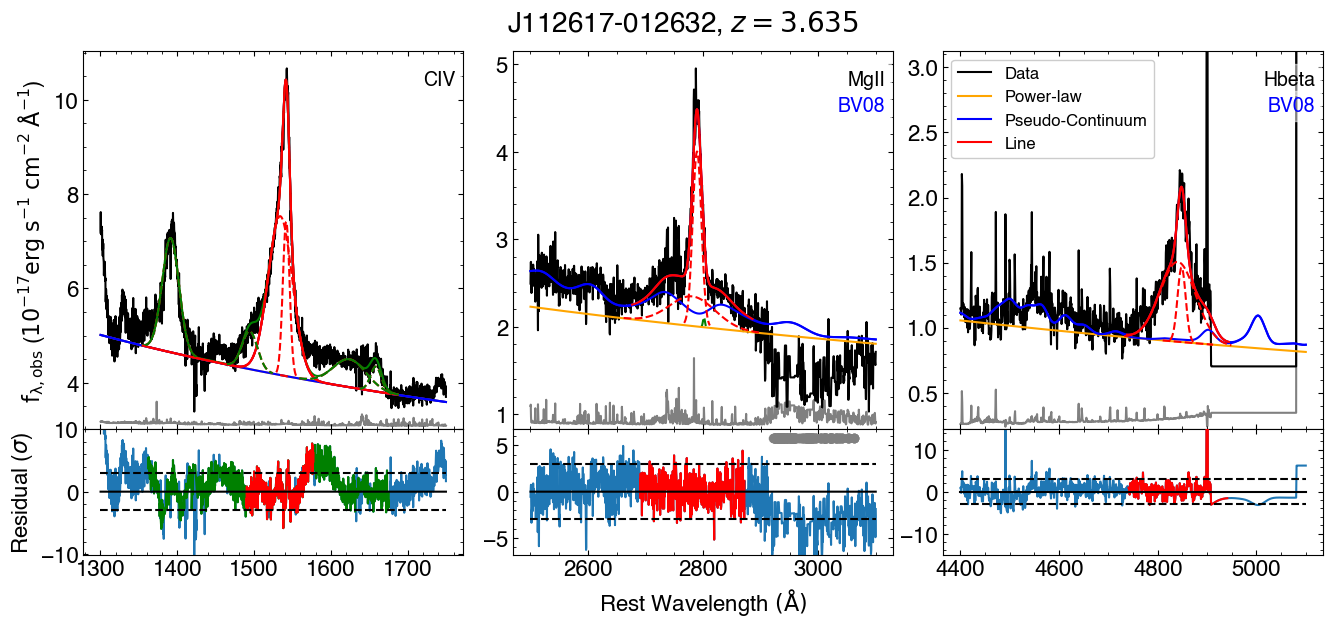 J112617-012632, z = 3.635
CIV
MgII
BV08
Hbeta
BV08
Data
Power-law
Pseudo-Continuum
Line
f_λ,obs (10⁻¹⁷erg s⁻¹ cm⁻² Å⁻¹)
10
8
6
4
5
4
3
2
1
3.0
2.5
2.0
1.5
1.0
0.5
Residual (σ)
10
0
−10
5
0
−5
10
0
−10
1300 1400 1500 1600 1700
2600 2800 3000
4400 4600 4800 5000
Rest Wavelength (Å)